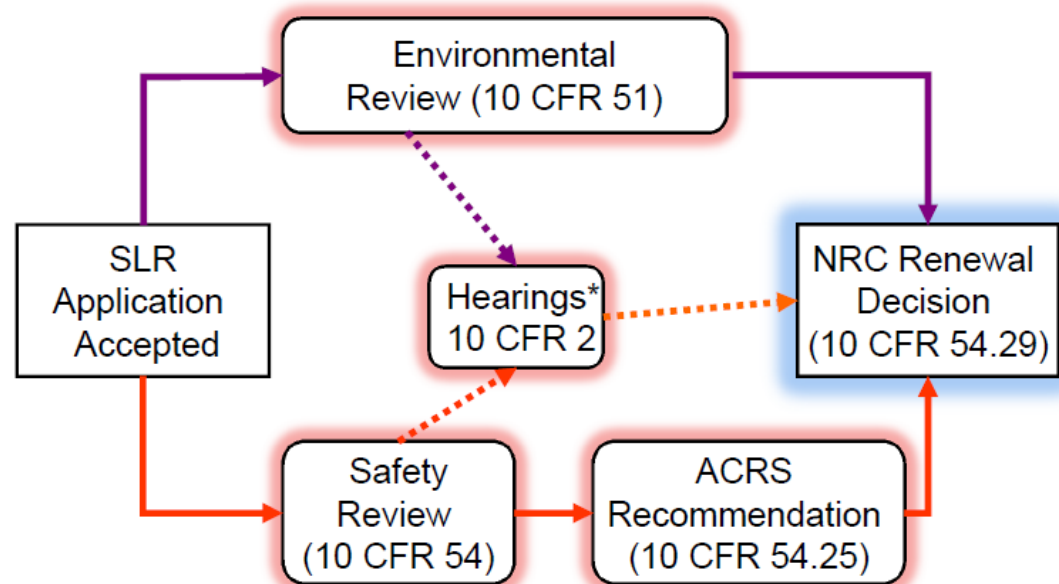 Environmental
Review (10 CFR 51)
SLR
Application
Accepted
Hearings*
10 CFR 2
NRC Renewal
Decision
(10 CFR 54.29)
Safety
Review
(10 CFR 54)
ACRS
Recommendation
(10 CFR 54.25)